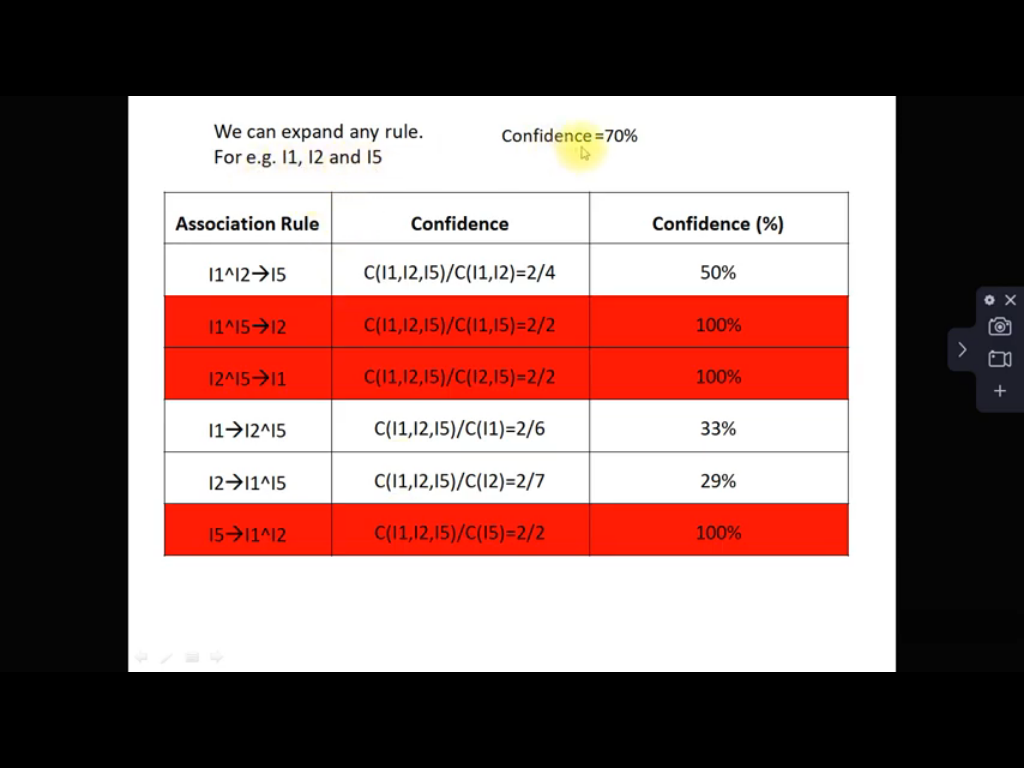 We can expand any rule.
For e.g. I1, I2 and I5
Confidence =70%
Association Rule Confidence Confidence (%)
I1^I2→I5 C(I1,I2,I5)/C(I1,I2)=2/4 50%
I1^I5→I2 C(I1,I2,I5)/C(I1,I5)=2/2 100%
I2^I5→I1 C(I1,I2,I5)/C(I2,I5)=2/2 100%
I1→I2^I5 C(I1,I2,I5)/C(I1)=2/6 33%
I2→I1^I5 C(I1,I2,I5)/C(I2)=2/7 29%
I5→I1^I2 C(I1,I2,I5)/C(I5)=2/2 100%